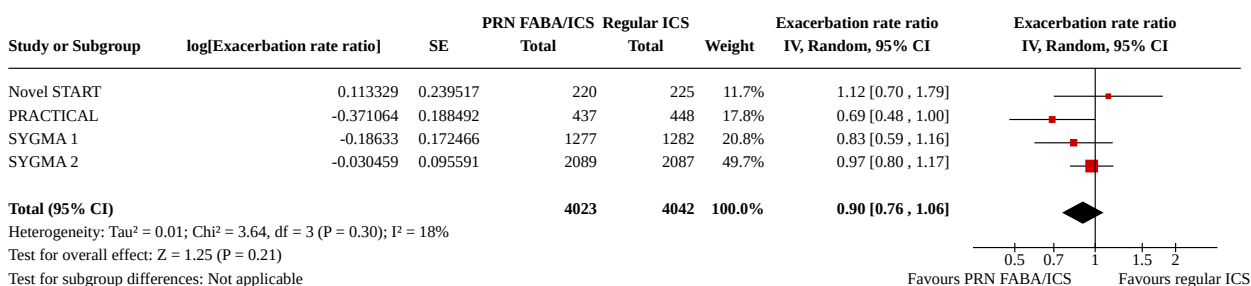 PRN FABA/ICS Regular ICS Exacerbation rate ratio Exacerbation rate ratio
Study or Subgroup log[Exacerbation rate ratio] SE Total Total Weight IV, Random, 95% CI IV, Random, 95% CI
Novel START 0.113329 0.239517 220 225 11.7% 1.12 [0.70 , 1.79]
PRACTICAL -0.371064 0.188492 437 448 17.8% 0.69 [0.48 , 1.00]
SYGMA 1 -0.18633 0.172466 1277 1282 20.8% 0.83 [0.59 , 1.16]
SYGMA 2 -0.030459 0.095591 2089 2087 49.7% 0.97 [0.80 , 1.17]
Total (95% CI) 4023 4042 100.0% 0.90 [0.76 , 1.06]
Heterogeneity: Tau² = 0.01; Chi² = 3.64, df = 3 (P = 0.30); I² = 18%
Test for overall effect: Z = 1.25 (P = 0.21) 0.5 0.7 1 1.5 2
Test for subgroup differences: Not applicable Favours PRN FABA/ICS Favours regular ICS